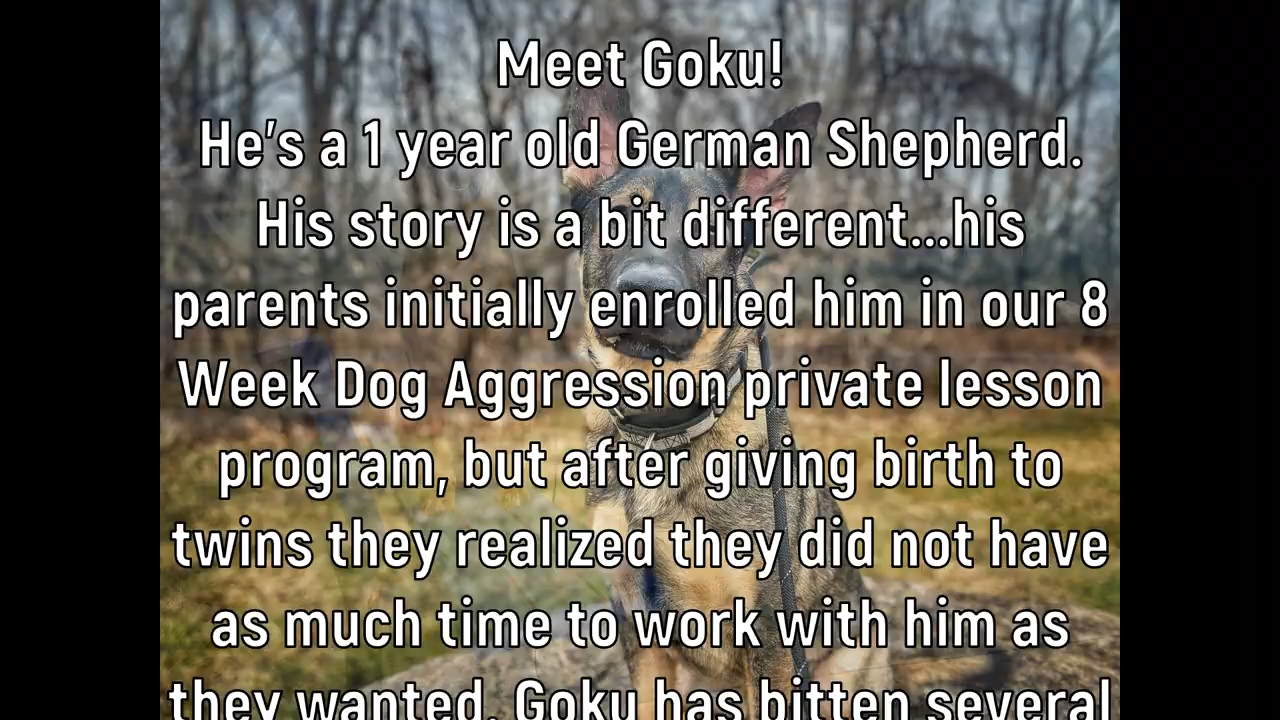 Meet Goku!
He's a 1 year old German Shepherd.
His story is a bit different...his
parents initially enrolled him in our 8
Week Dog Aggression private lesson
program, but after giving birth to
twins they realized they did not have
as much time to work with him as
they wanted. Goku has bitten several